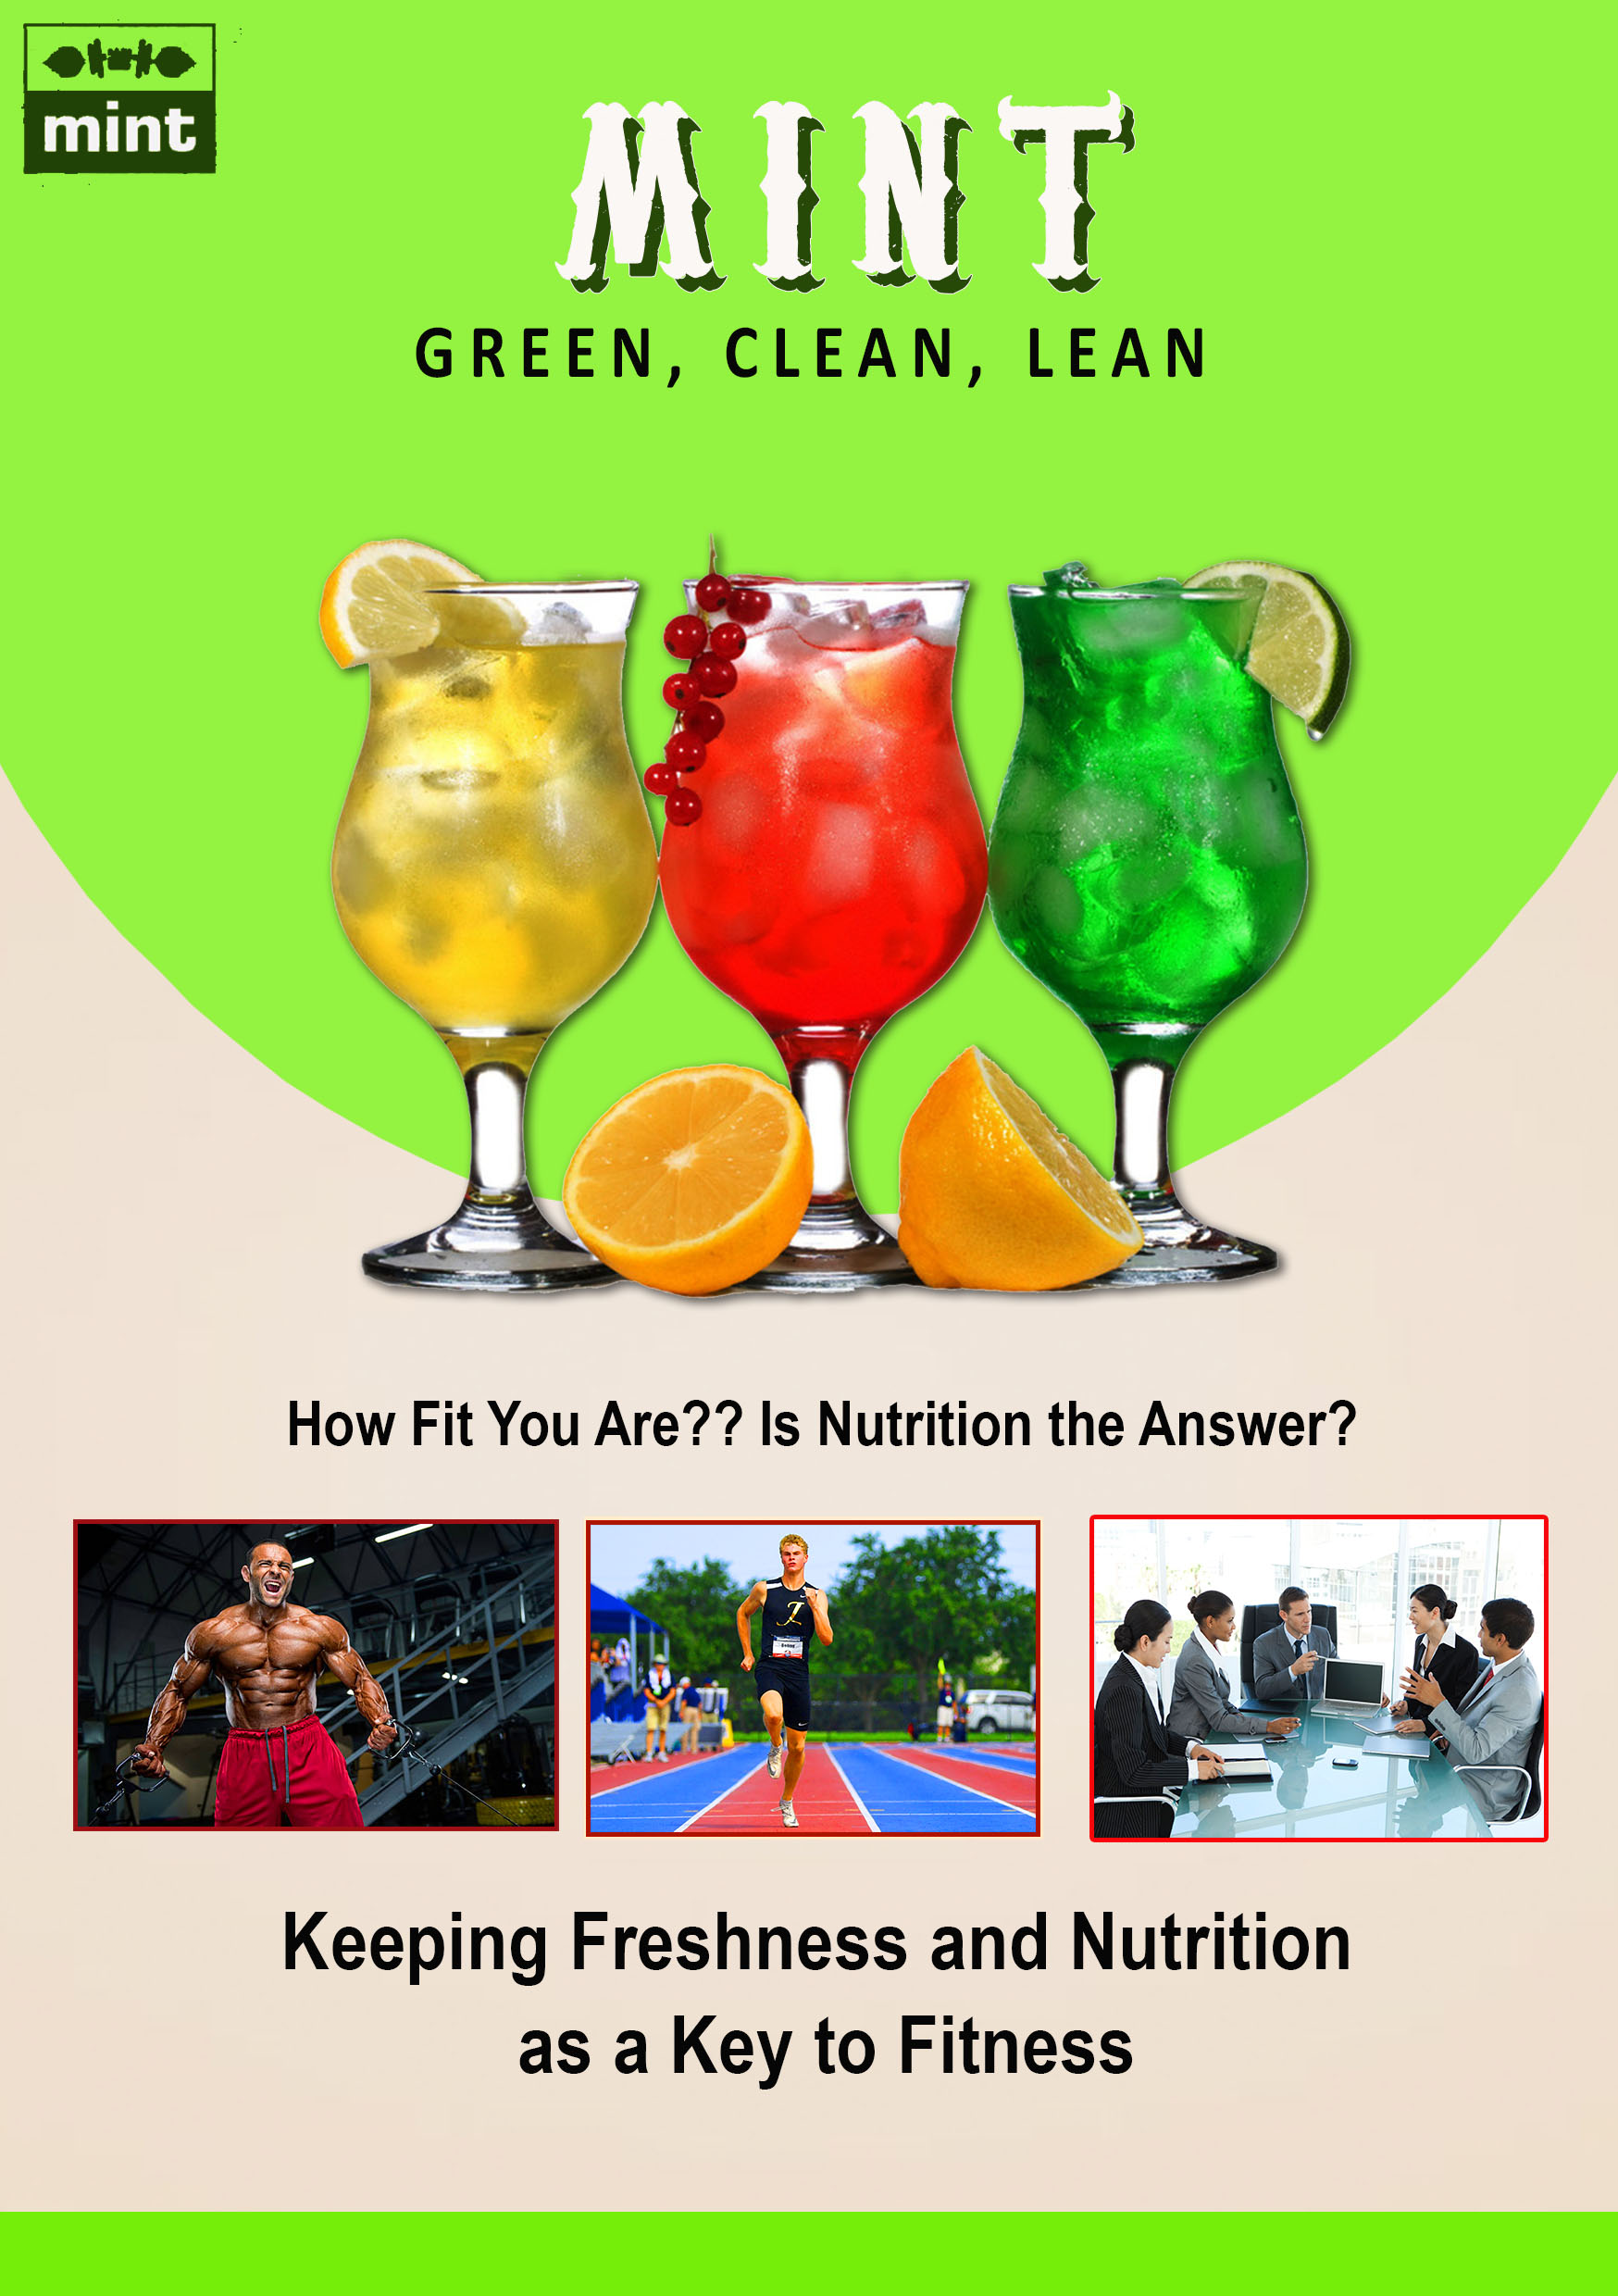 mint
MINT
GREEN, CLEAN, LEAN
How Fit You Are?? Is Nutrition the Answer?
Keeping Freshness and Nutrition
as a Key to Fitness